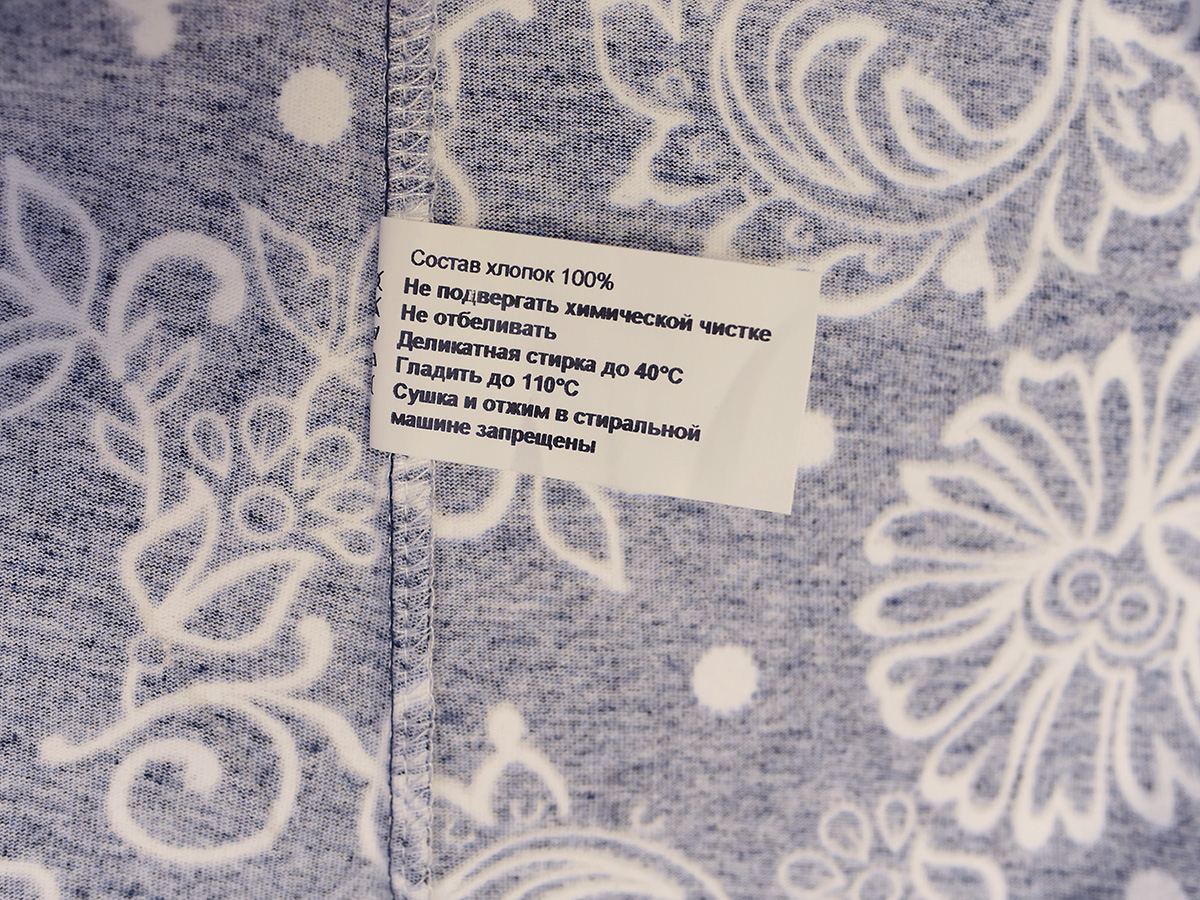 Состав хлопок 100%
Не подвергать химической чистке
Не отбеливать
Деликатная стирка до 40°С
Гладить до 110°С
Сушка и отжим в стиральной
машине запрещены